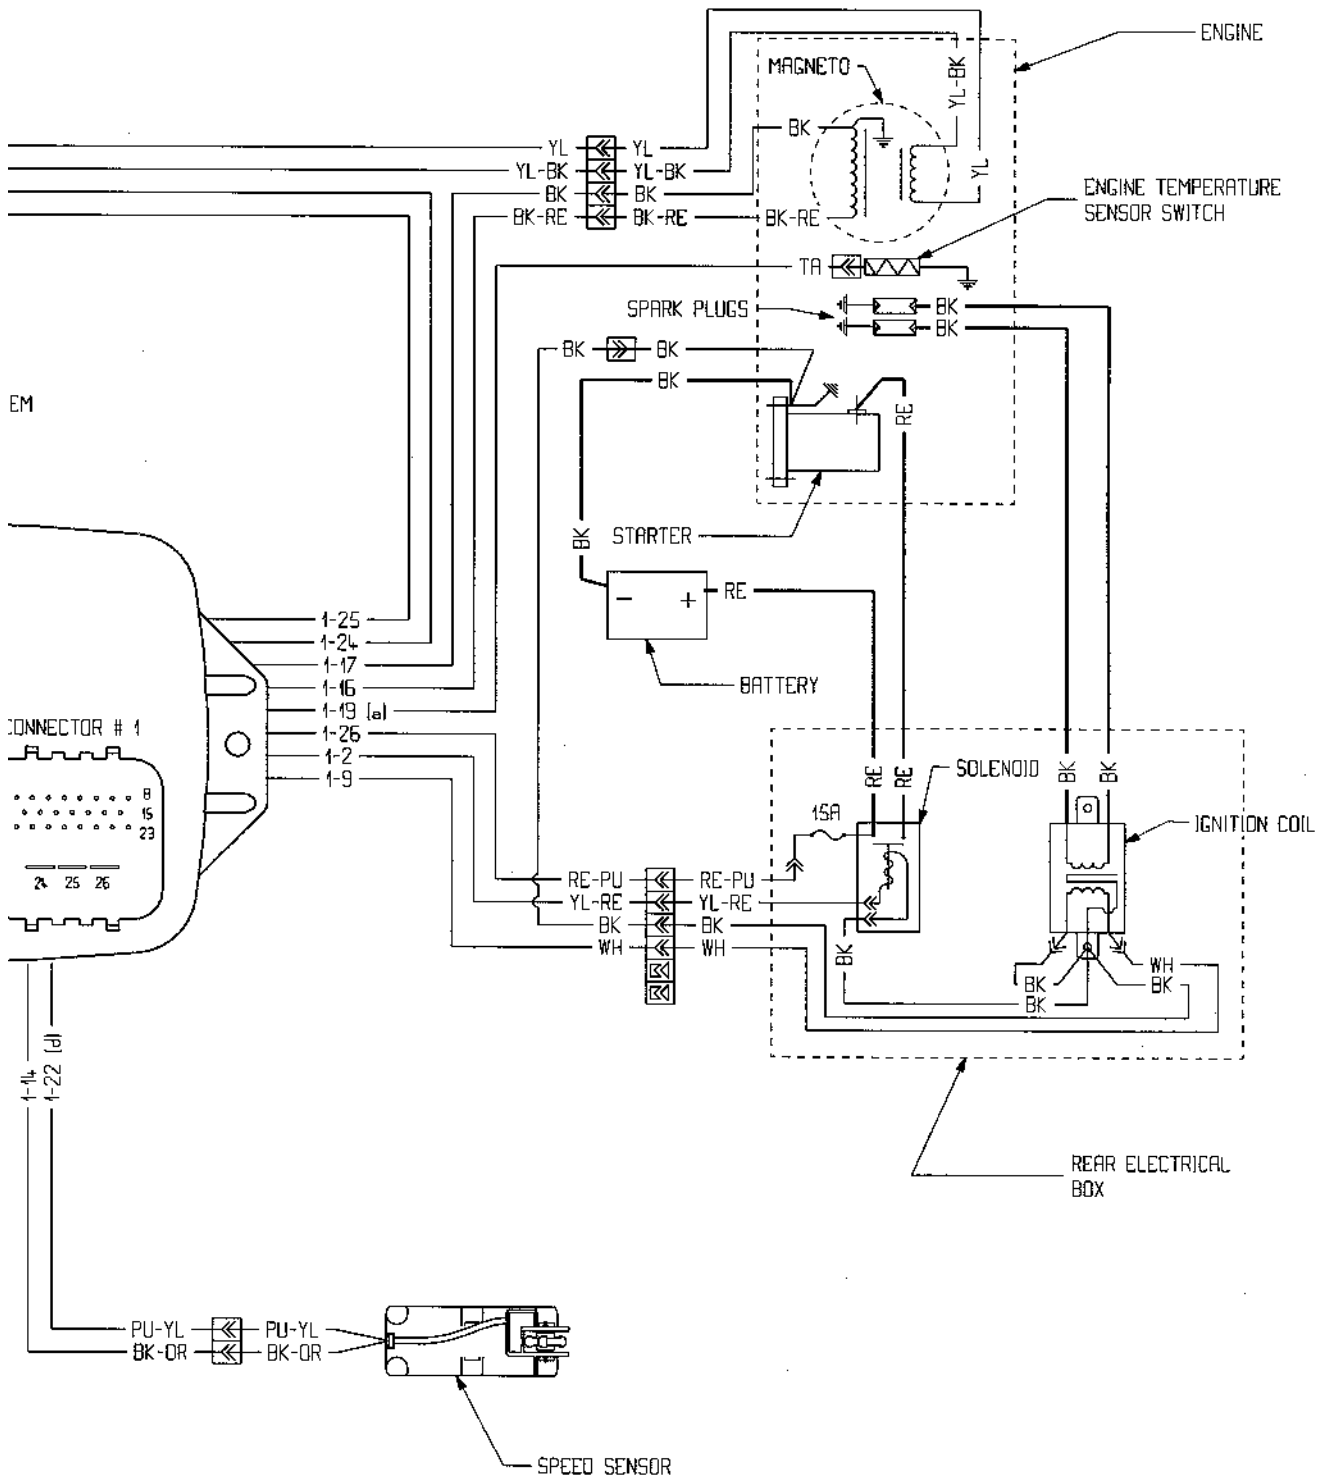 ENGINE
MAGNETO
YL-BK
BK
YL
YL YL
YL-BK YL-BK
BK BK
BK-RE BK-RE BK-RE
ENGINE TEMPERATURE
SENSOR SWITCH
TA
SPARK PLUGS
BK
BK
BK BK
BK
EM
RE
BK
STARTER
- +
RE
1-25
1-24
1-17
1-16
1-19 (a)
1-26
1-2
1-9
BATTERY
CONNECTOR # 1
8
15
23
24 25 26
SOLENOID
RE RE
BK BK
15A
IGNITION COIL
RE-PU RE-PU
YL-RE YL-RE
BK BK
WH WH
BK
WH
BK BK
BK
1-14
1-22 (d)
REAR ELECTRICAL
BOX
PU-YL PU-YL
BK-OR BK-OR
SPEED SENSOR